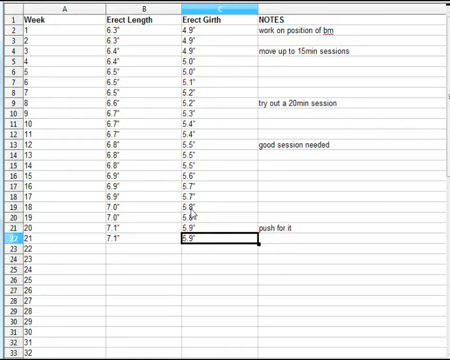 A B C
1 Week Erect Length Erect Girth NOTES
2 1 6.3" 4.9" work on position of bm
3 2 6.3" 4.9"
4 3 6.4" 4.9" move up to 15min sessions
5 4 6.4" 5.0"
6 5 6.5" 5.0"
7 6 6.5" 5.1"
8 7 6.5" 5.2"
9 8 6.6" 5.2" try out a 20min session
10 9 6.7" 5.3"
11 10 6.7" 5.4"
12 11 6.7" 5.4"
13 12 6.8" 5.5" good session needed
14 13 6.8" 5.5"
15 14 6.8" 5.5"
16 15 6.9" 5.6"
17 16 6.9" 5.7"
18 17 6.9" 5.7"
19 18 7.0" 5.8"
20 19 7.0" 5.8"
21 20 7.1" 5.9" push for it
22 21 7.1" 5.9"
23 22
24 23
25 24
26 25
27 26
28 27
29 28
30 29
31 30
32 31
33 32